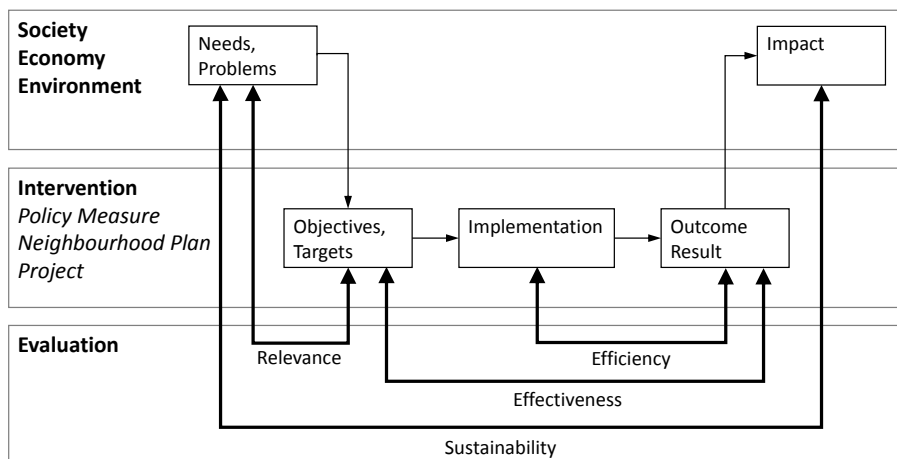 Society
Economy
Environment
Needs,
Problems
Impact
Intervention
Policy Measure
Neighbourhood Plan
Project
Objectives,
Targets
Implementation
Outcome
Result
Evaluation
Relevance
Efficiency
Effectiveness
Sustainability